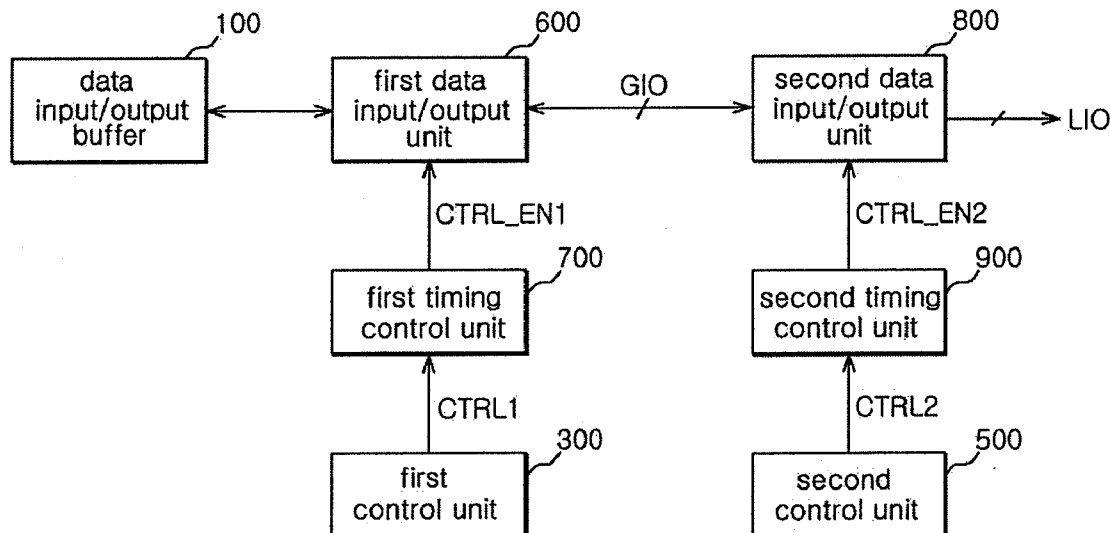 100
600
800
data
input/output
buffer
first data
input/output
unit
GIO
second data
input/output
unit
LIO
CTRL_EN1
CTRL_EN2
700
900
first timing
control unit
second timing
control unit
CTRL1
CTRL2
300
500
first
control unit
second
control unit